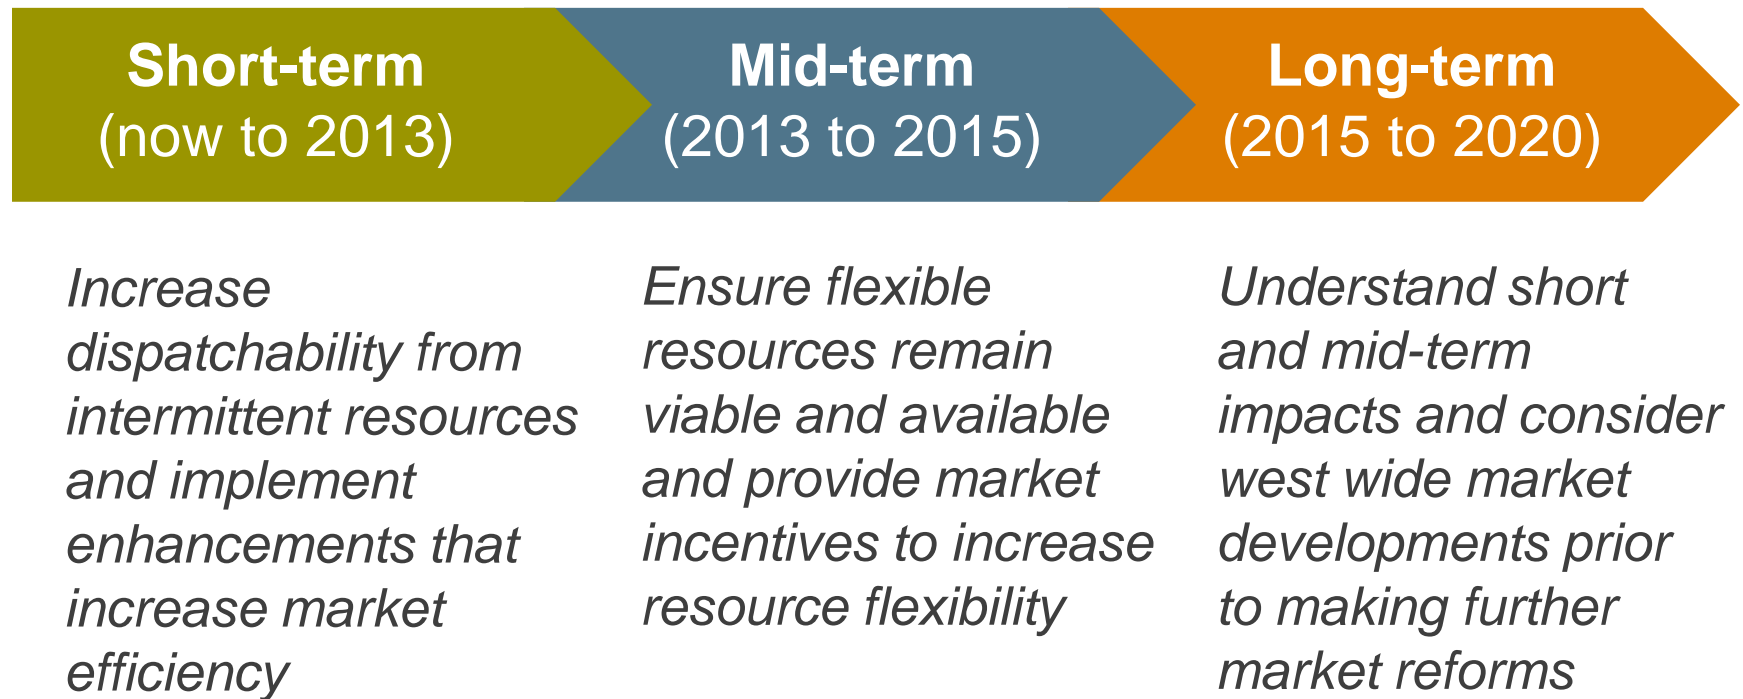 Short-term
(now to 2013)
Mid-term
(2013 to 2015)
Long-term
(2015 to 2020)
Increase
dispatchability from
intermittent resources
and implement
enhancements that
increase market
efficiency
Ensure flexible
resources remain
viable and available
and provide market
incentives to increase
resource flexibility
Understand short
and mid-term
impacts and consider
west wide market
developments prior
to making further
market reforms